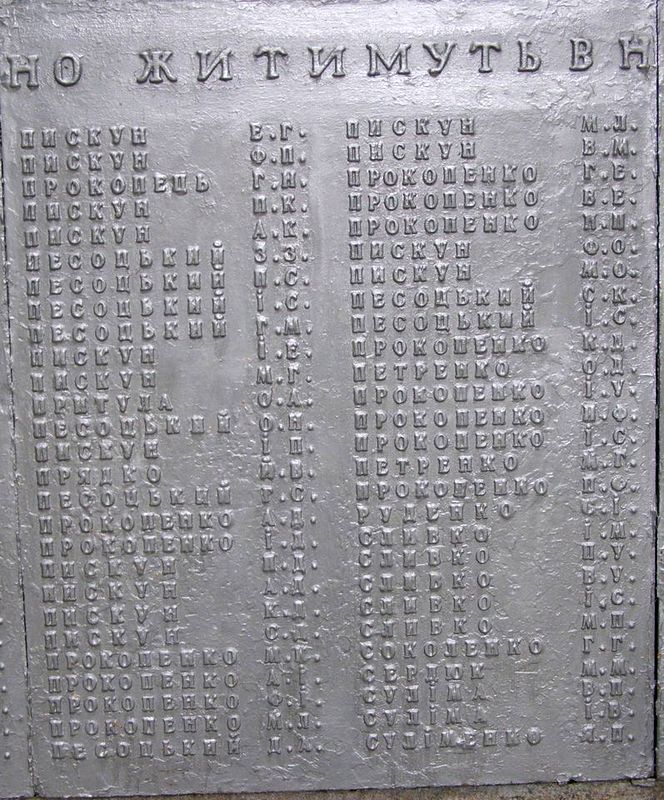 НО ЖИТИМУТЬ В Н
ПИСКУН Е.Г.
ПИСКУН Ф.П.
ПРОКОПЕЦЬ Г.Н.
ПИСКУН П.К.
ПИСКУН А.К.
ПЕСОЦЬКИЙ З.З.
ПЕСОЦЬКИЙ П.С.
ПЕСОЦЬКИЙ І.С.
ПЕСОЦЬКИЙ Г.М.
ПИСКУН І.Е.
ПИСКУН М.Г.
ПРИТУЛА О.А.
ПЕСОЦЬКИЙ О.Н.
ПИСКУН І.П.
ПРЯДКО
ПЕСОЦЬКИЙ Г.С.
ПРОКОПЕНКО А.Д.
ПРОКОПЕНКО І.Д.
ПИСКУН П.Д.
ПИСКУН
ПИСКУН
ПИСКУН
ПРОКОПЕНКО
ПРОКОПЕНКО А.І.
ПРОКОПЕНКО Ф.І.
ПРОКОПЕНКО М.Л.
ПЕСОЦЬКИЙ
ПИСКУН М.Л.
ПИСКУН В.М.
ПРОКОПЕНКО Г.Е.
ПРОКОПЕНКО В.Е.
ПРОКОПЕНКО
ПИСКУН Ф.О.
ПИСКУН М.О.
ПЕСОЦЬКИЙ С.К.
ПЕСОЦЬКИЙ І.С.
ПРОКОПЕНКО К.Д.
ПЕТРЕНКО О.Д.
ПРОКОПЕНКО І.У.
ПРОКОПЕНКО
ПРОКОПЕНКО І.С.
ПЕТРЕНКО М.Г.
ПРОКОПЕНКО П.Ф.
РУДЕНКО С.І.
СЛИВКО І.М.
СЛИВКО П.У.
СЛИВКО В.У.
СЛИВКО І.С.
СЛИВКО М.П.
СОКОЛЕНКО Г.Г.
СЕРДЮК М.М.
СУЛІМА В.П.
СУЛІМА І.В.
СУЛІМЕНКО Я.П.